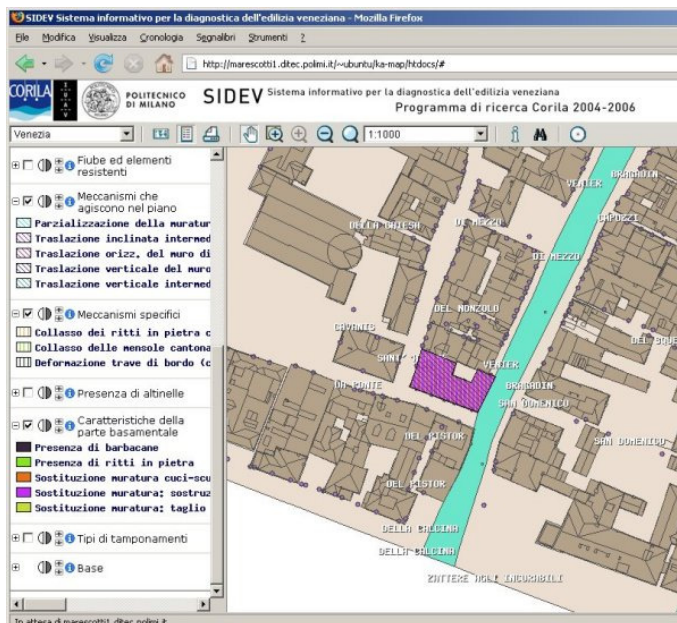 SIDEV Sistema informativo per la diagnostica dell'edilizia veneziana - Mozilla Firefox
File Modifica Visualizza Cronologia Segnalibri Strumenti ?
http://marescotti1.ditec.polimi.it/~ubuntu/ka-map/htdocs/#
CORILA
I U A V
POLITECNICO
DI MILANO
SIDEV Sistema informativo per la diagnostica dell'edilizia veneziana
Programma di ricerca Corila 2004-2006
Venezia
1:1000
Fiube ed elementi
resistenti
Meccanismi che
agiscono nel piano
Parzializzazione della muratur
Traslazione inclinata intermed
Traslazione orizz. del muro di
Traslazione verticale del muro
Traslazione verticale intermed
Meccanismi specifici
Collasso dei ritti in pietra c
Collasso delle mensole cantona
Deformazione trave di bordo (c
Presenza di altinelle
Caratteristiche della
parte basamentale
Presenza di barbacane
Presenza di ritti in pietra
Sostituzione muratura cuci-scu
Sostituzione muratura: sostruz
Sostituzione muratura: taglio
Tipi di tamponamenti
Base
VENIER
BRAGADIN
CAPUZZI
DELLA CHIESA
DI MEZZO
DI MEZZO
DEL NONZOLO
CAVANIS
SANT'
DA PONTE
VENIER
BRAGADIN
SAN DOMENICO
SAN DOMENICO
DEL PISTOR
DEL PISTOR
DELLA CALCINA
DELLA CALCINA
ZATTERE AGLI INCURABILI
In attesa di marescotti1.ditec.polimi.it